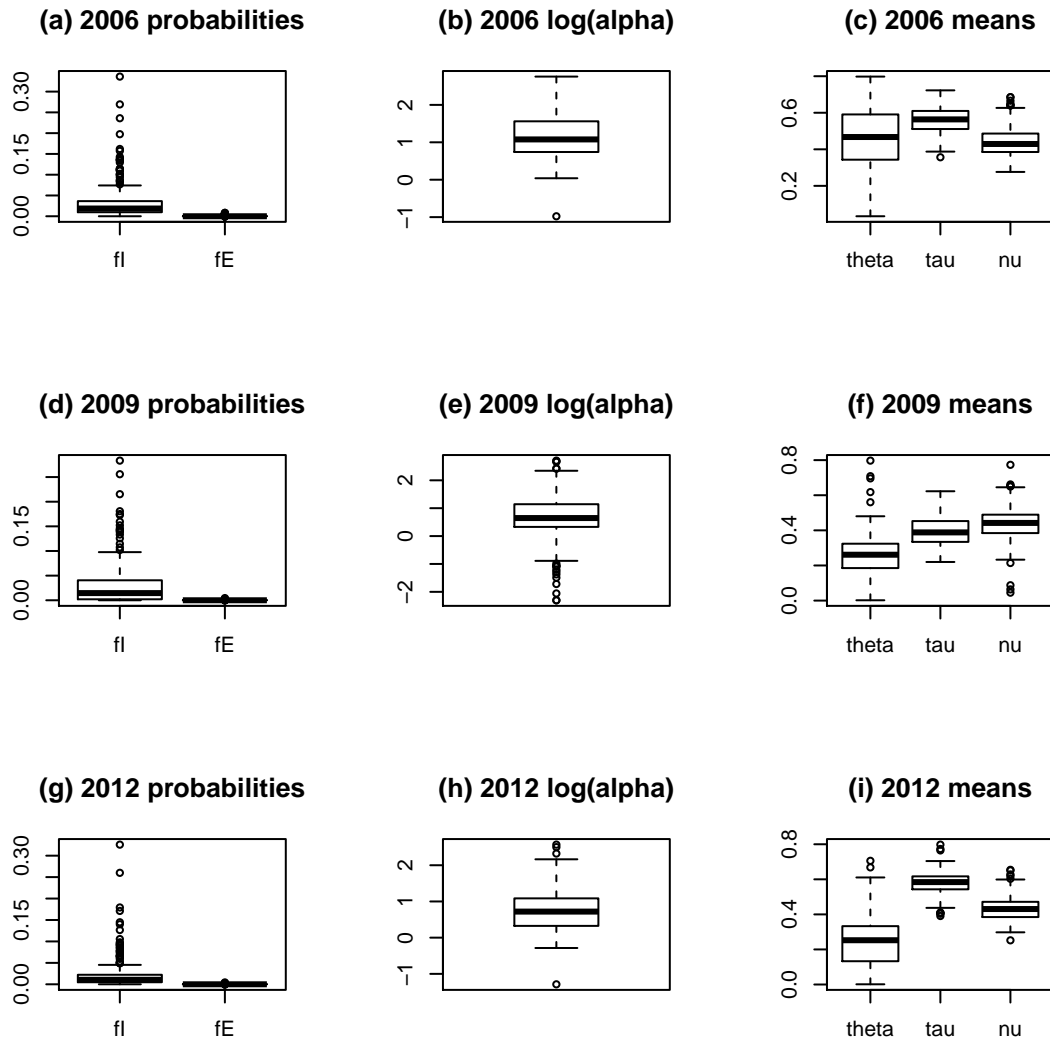 (a) 2006 probabilities
0.00 0.15 0.30
fI fE
(b) 2006 log(alpha)
−1 0 1 2
(c) 2006 means
0.2 0.4 0.6
theta tau nu
(d) 2009 probabilities
0.00 0.15
fI fE
(e) 2009 log(alpha)
−2 0 2
(f) 2009 means
0.0 0.4 0.8
theta tau nu
(g) 2012 probabilities
0.00 0.15 0.30
fI fE
(h) 2012 log(alpha)
−1 0 1 2
(i) 2012 means
0.0 0.4 0.8
theta tau nu